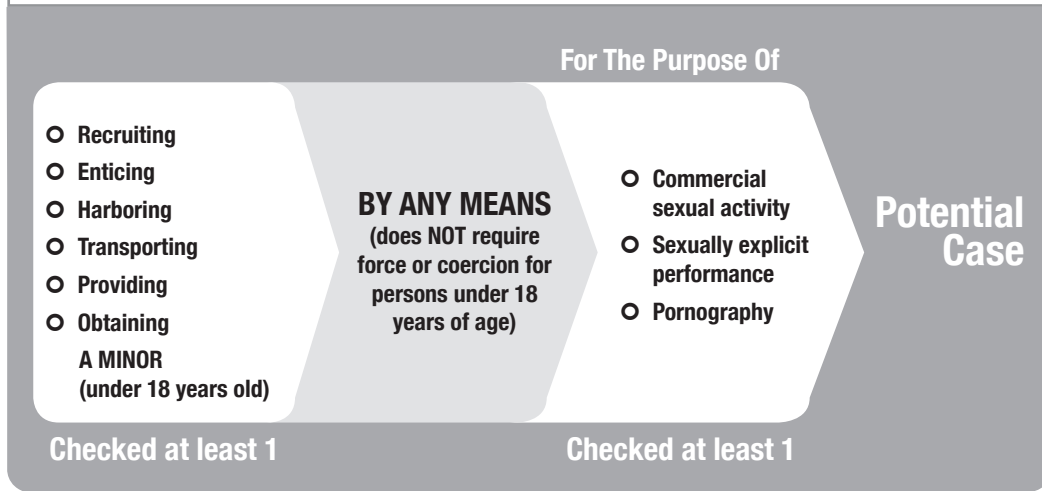 For The Purpose Of
Recruiting
Enticing
Harboring
Transporting
Providing
Obtaining
A MINOR
(under 18 years old)
BY ANY MEANS
(does NOT require
force or coercion for
persons under 18
years of age)
Commercial
sexual activity
Sexually explicit
performance
Pornography
Potential
Case
Checked at least 1
Checked at least 1